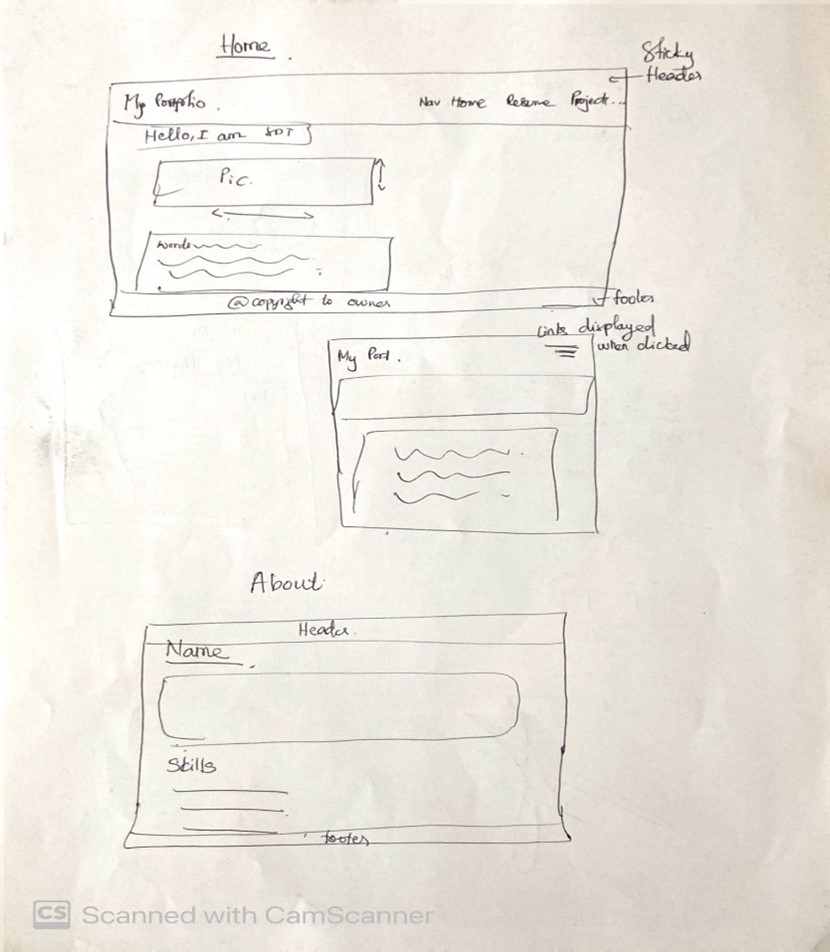 Home
Sticky
Header
My Portfolio
Nav Home Resume Project...
Hello, I am SDT
Pic.
words
@ copyright to owner
footer
Links displayed
when clicked
My Port.
About
Header
Name
Skills
footer
CS Scanned with CamScanner